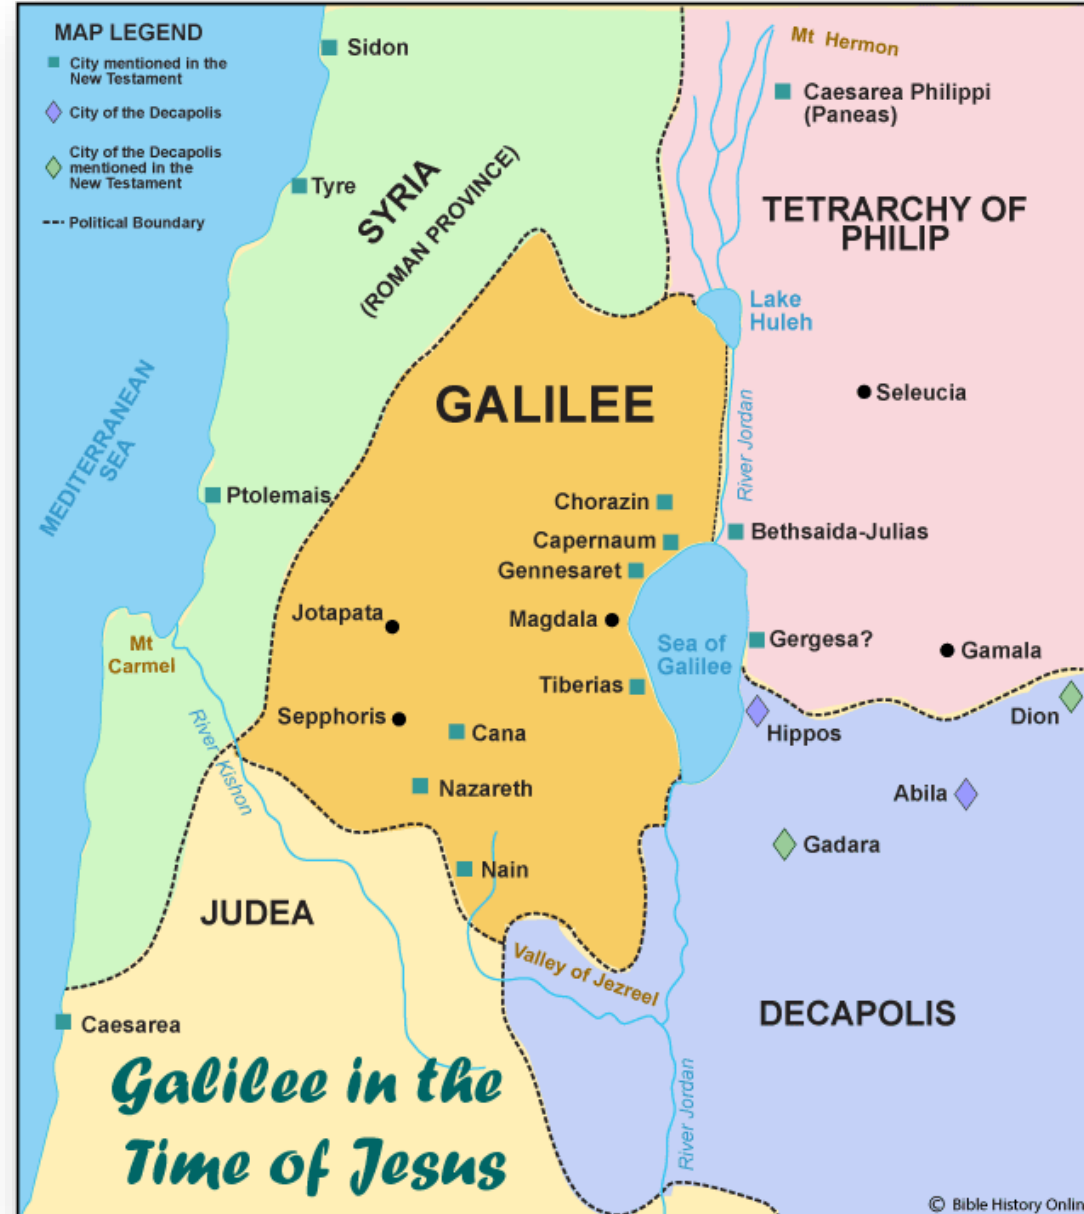 MAP LEGEND
City mentioned in the
New Testament
City of the Decapolis
City of the Decapolis
mentioned in the
New Testament
Political Boundary
Sidon
Mt Hermon
Caesarea Philippi
(Paneas)
Tyre
SYRIA
(ROMAN PROVINCE)
TETRARCHY OF
PHILIP
Lake
Huleh
GALILEE
Seleucia
MEDITERRANEAN
SEA
River Jordan
Ptolemais
Chorazin
Bethsaida-Julias
Capernaum
Gennesaret
Jotapata
Magdala
Mt
Carmel
Sea of
Galilee
Gergesa?
Gamala
Tiberias
Sepphoris
Cana
River Kishon
Hippos
Dion
Nazareth
Abila
Gadara
Nain
JUDEA
Valley of Jezreel
DECAPOLIS
Caesarea
Galilee in the
Time of Jesus
River Jordan
© Bible History Onlin